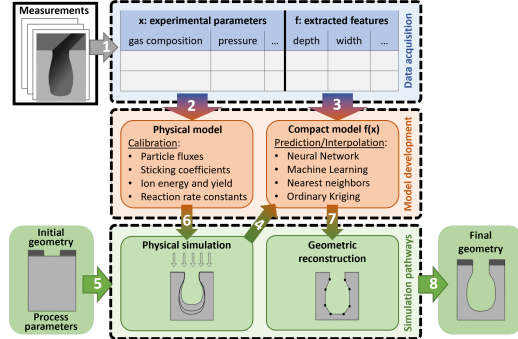 Measurements
1
x: experimental parameters
f: extracted features
gas composition
pressure
...
depth
width
...
Data acquisition
2
3
Physical model
Calibration:
• Particle fluxes
• Sticking coefficients
• Ion energy and yield
• Reaction rate constants
Compact model f(x)
Prediction/Interpolation:
• Neural Network
• Machine Learning
• Nearest neighbors
• Ordinary Kriging
Model development
6
4
7
Initial
geometry
Process
parameters
5
Physical simulation
Geometric
reconstruction
Simulation pathways
8
Final
geometry